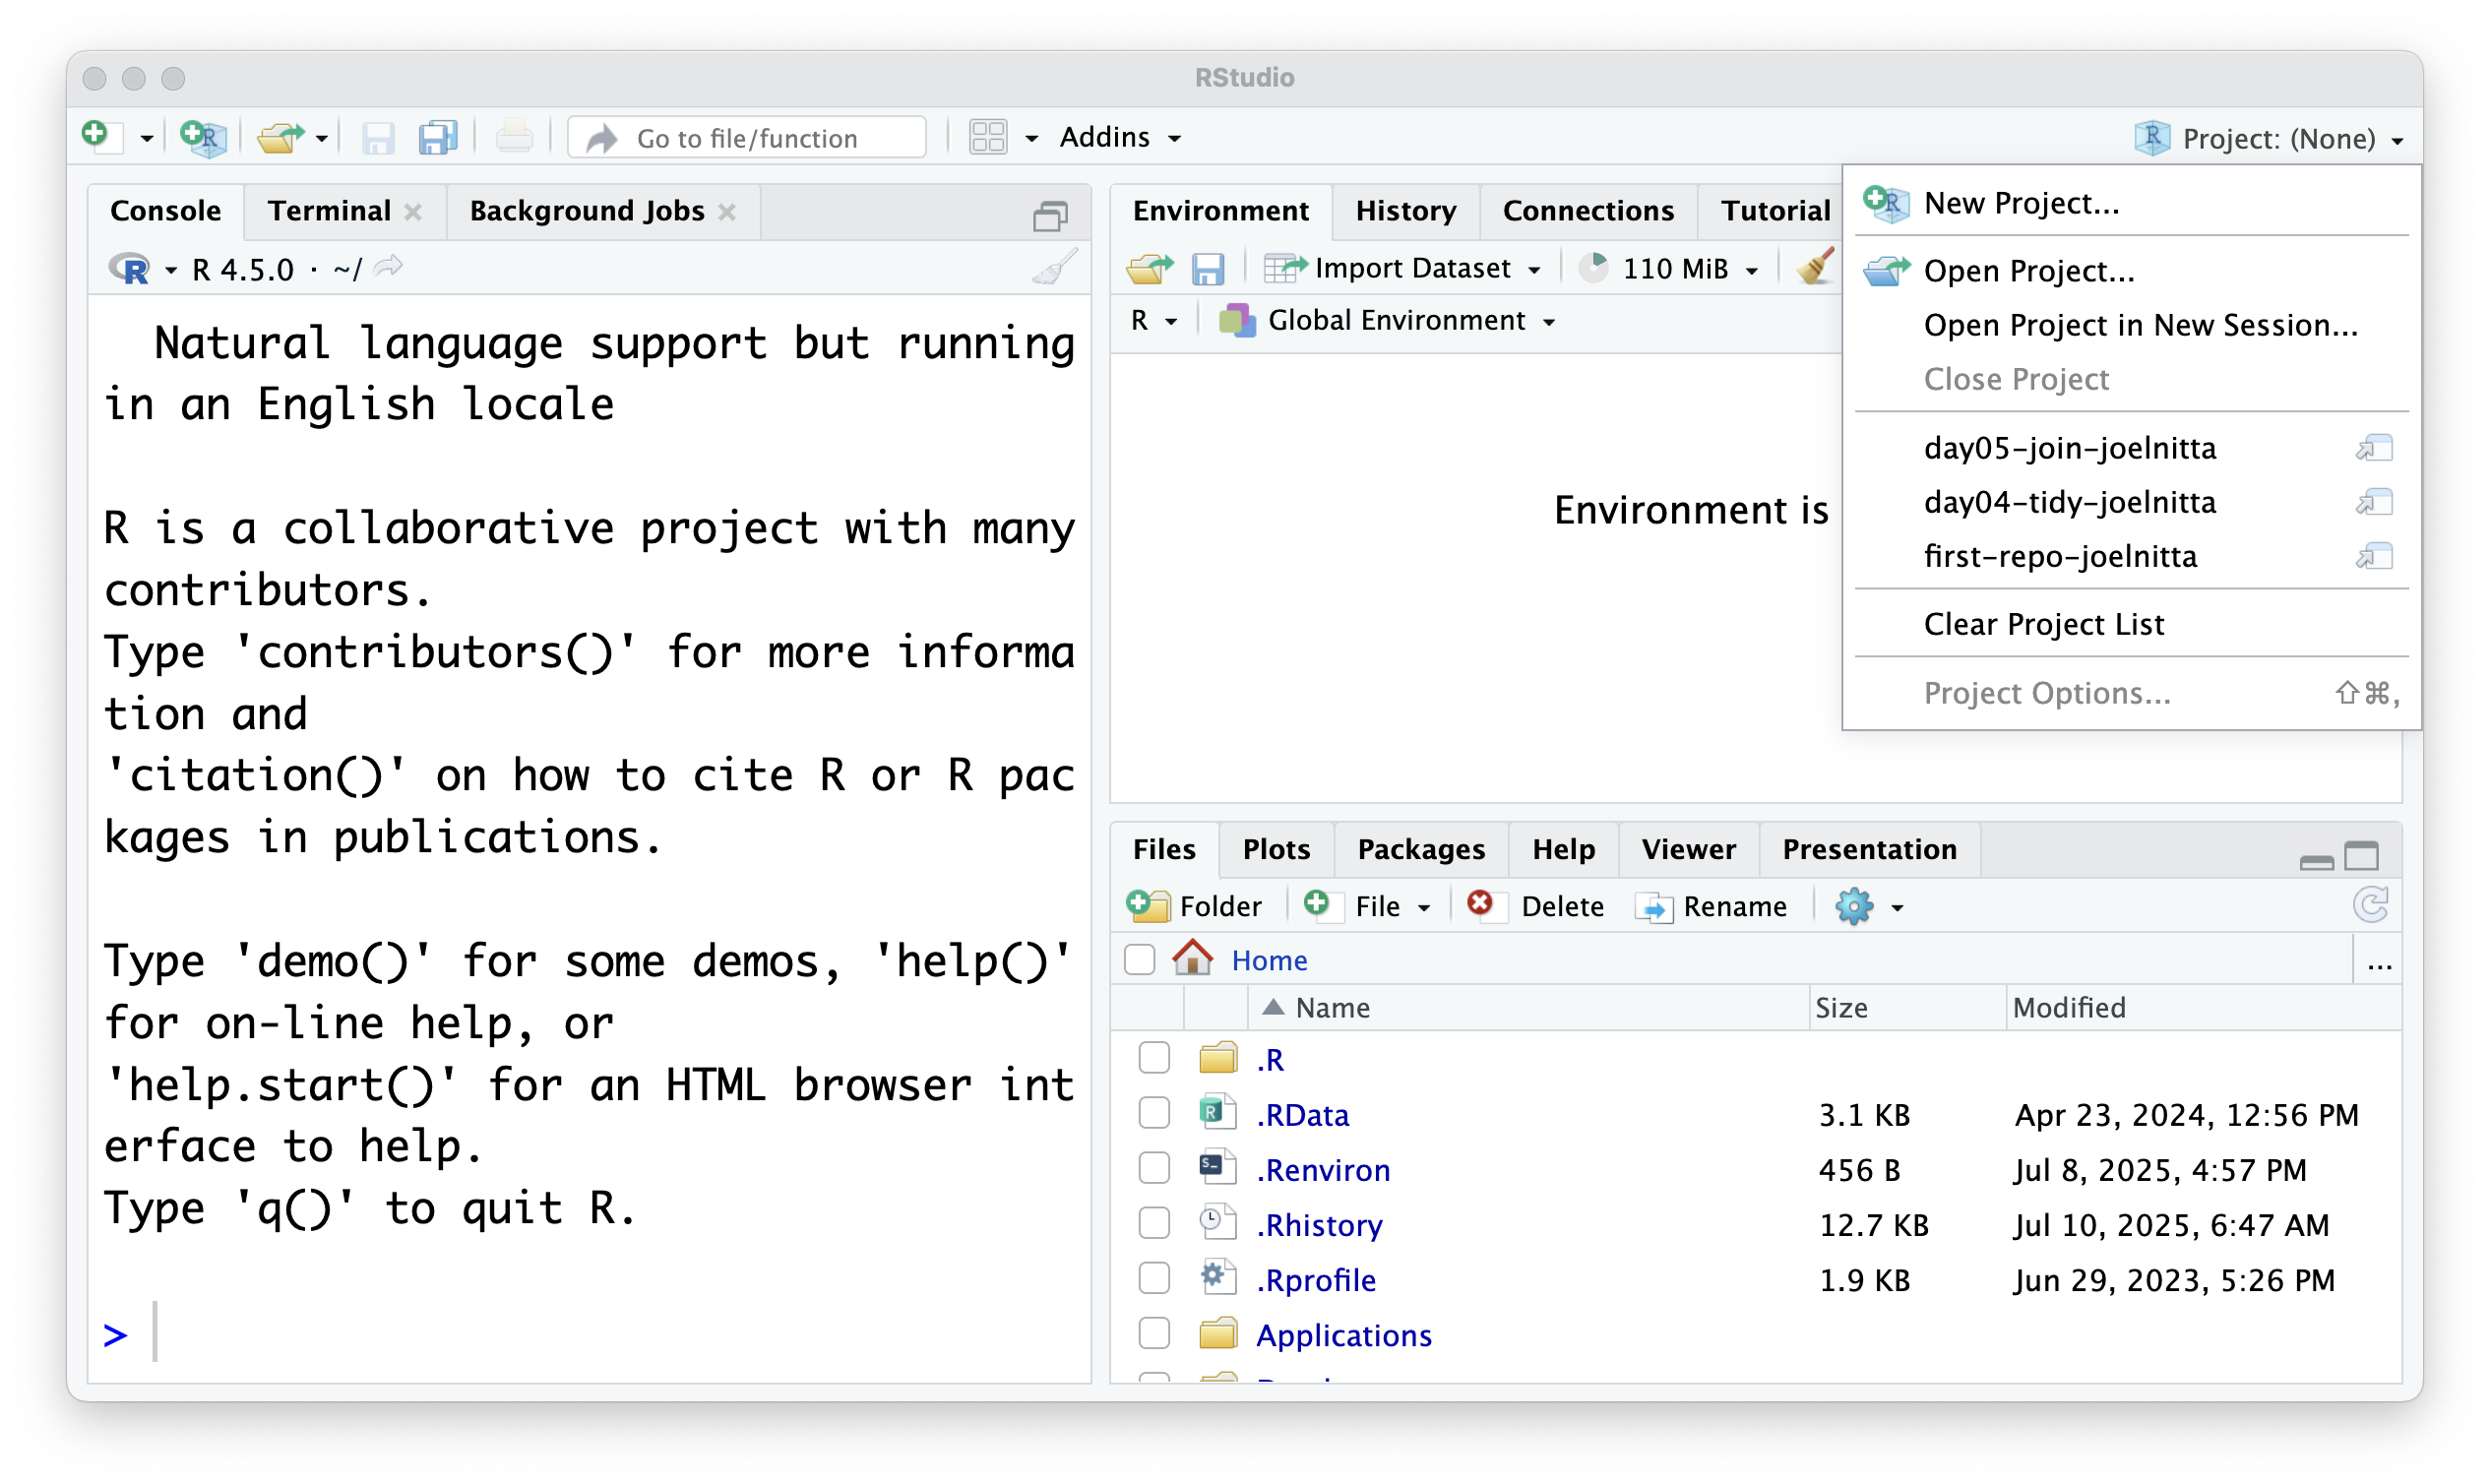 RStudio
Go to file/function
Addins
Project: (None)
Console
Terminal
Background Jobs
R 4.5.0 · ~/
Natural language support but running
in an English locale
R is a collaborative project with many
contributors.
Type 'contributors()' for more informa
tion and
'citation()' on how to cite R or R pac
kages in publications.
Type 'demo()' for some demos, 'help()'
for on-line help, or
'help.start()' for an HTML browser int
erface to help.
Type 'q()' to quit R.
>
Environment
History
Connections
Tutorial
Import Dataset
110 MiB
R
Global Environment
Environment is
New Project...
Open Project...
Open Project in New Session...
Close Project
day05-join-joelnitta
day04-tidy-joelnitta
first-repo-joelnitta
Clear Project List
Project Options... ⇧⌘,
Files
Plots
Packages
Help
Viewer
Presentation
Folder
File
Delete
Rename
Home
...
Name Size Modified
.R
.RData 3.1 KB Apr 23, 2024, 12:56 PM
.Renviron 456 B Jul 8, 2025, 4:57 PM
.Rhistory 12.7 KB Jul 10, 2025, 6:47 AM
.Rprofile 1.9 KB Jun 29, 2023, 5:26 PM
Applications